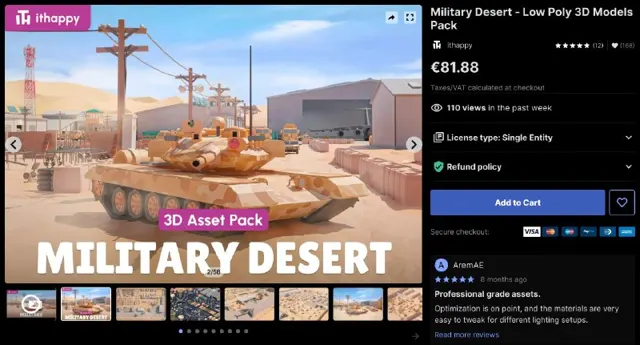 ithappy
3D Asset Pack
MILITARY DESERT
2/58
Military Desert - Low Poly 3D Models
Pack
ithappy
(12)
(168)
€81.88
Taxes/VAT calculated at checkout
110 views in the past week
License type: Single Entity
Refund policy
Add to Cart
Secure checkout:
VISA
A
AremAE
8 months ago
Professional grade assets.
Optimization is on point, and the materials are very
easy to tweak for different lighting setups.
Read more reviews